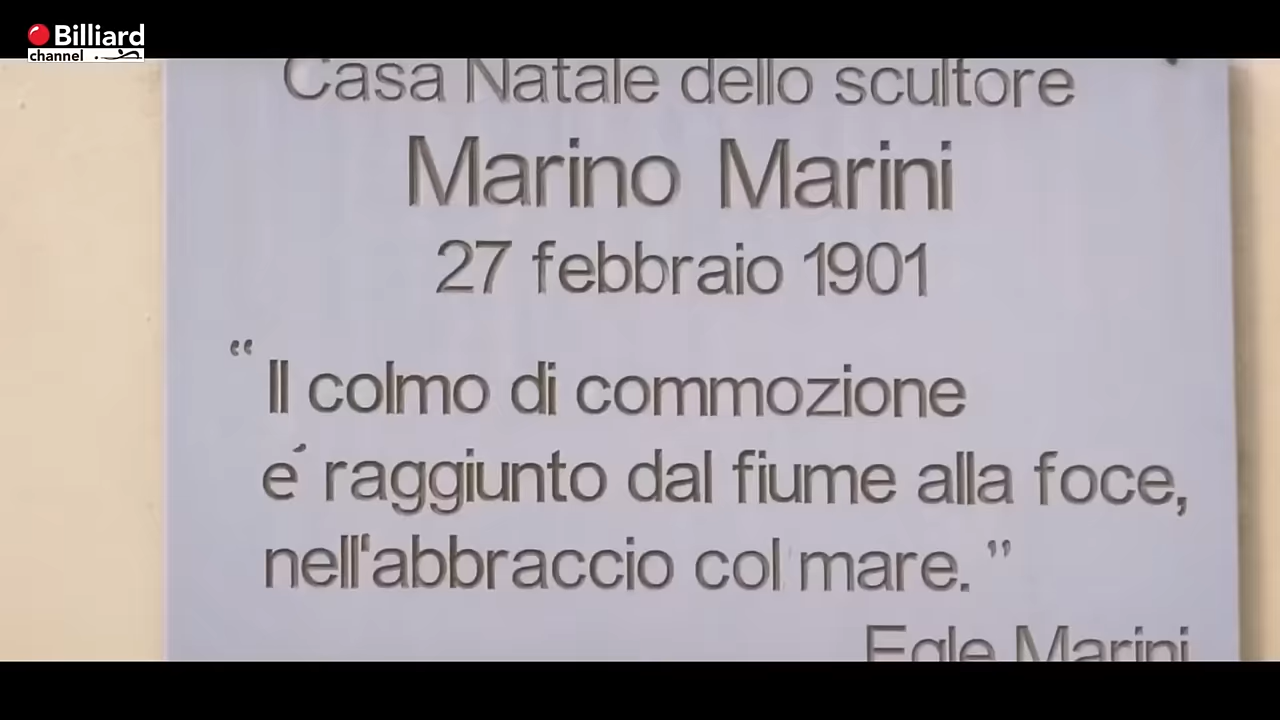 Billiard
channel
Casa Natale dello scultore
Marino Marini
27 febbraio 1901
“Il colmo di commozione
e´ raggiunto dal fiume alla foce,
nell'abbraccio col mare.”
Egle Marini